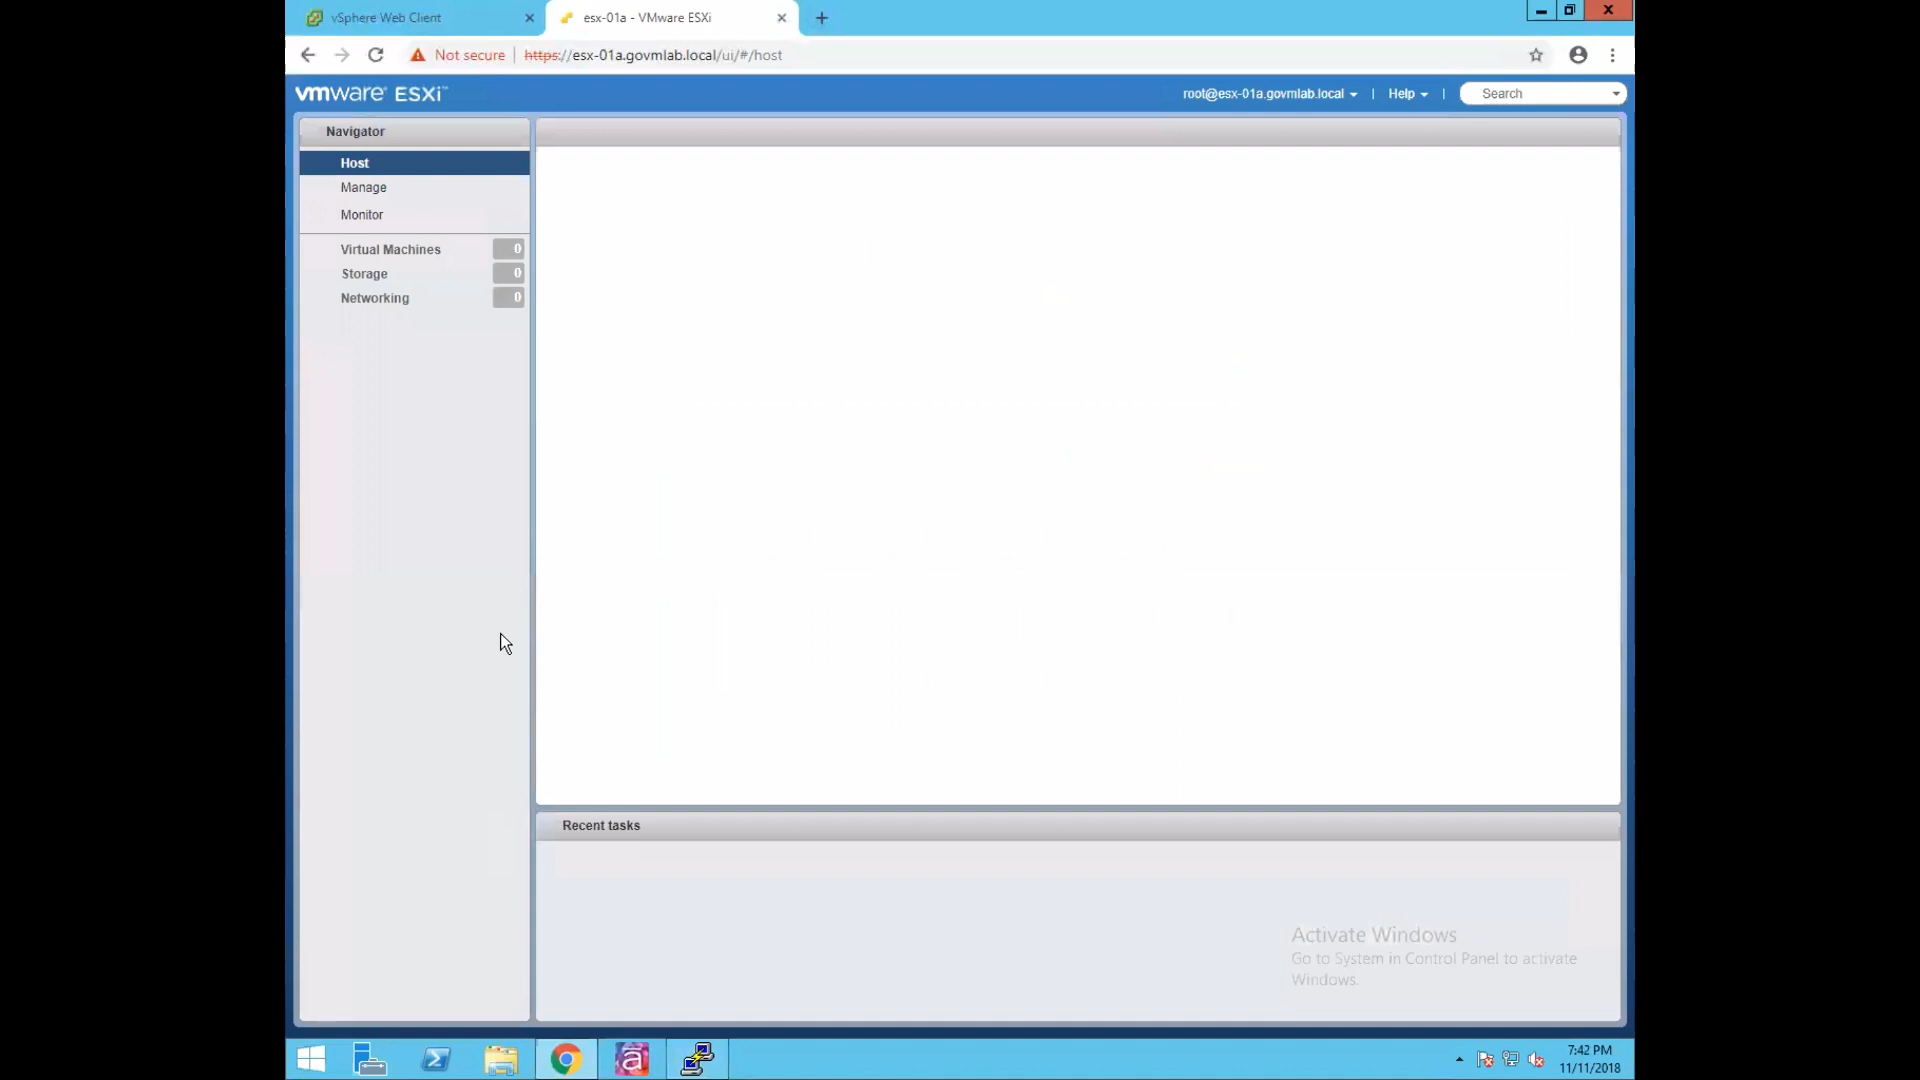 vSphere Web Client
esx-01a - VMware ESXi
Not secure
https://esx-01a.govmlab.local/ui/#/host
vmware ESXi™
root@esx-01a.govmlab.local
Help
Search
Navigator
Host
Manage
Monitor
Virtual Machines 0
Storage 0
Networking 0
Recent tasks
Activate Windows
Go to System in Control Panel to activate
Windows.
7:42 PM
11/11/2018